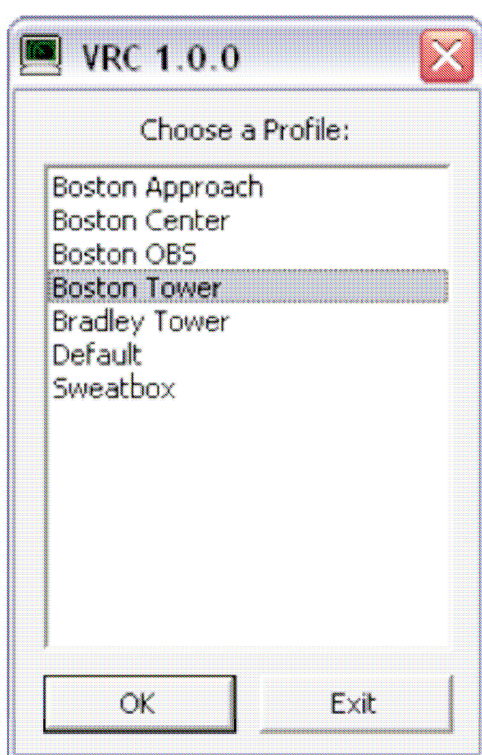 VRC 1.0.0
Choose a Profile:
Boston Approach
Boston Center
Boston OBS
Boston Tower
Bradley Tower
Default
Sweatbox
OK Exit